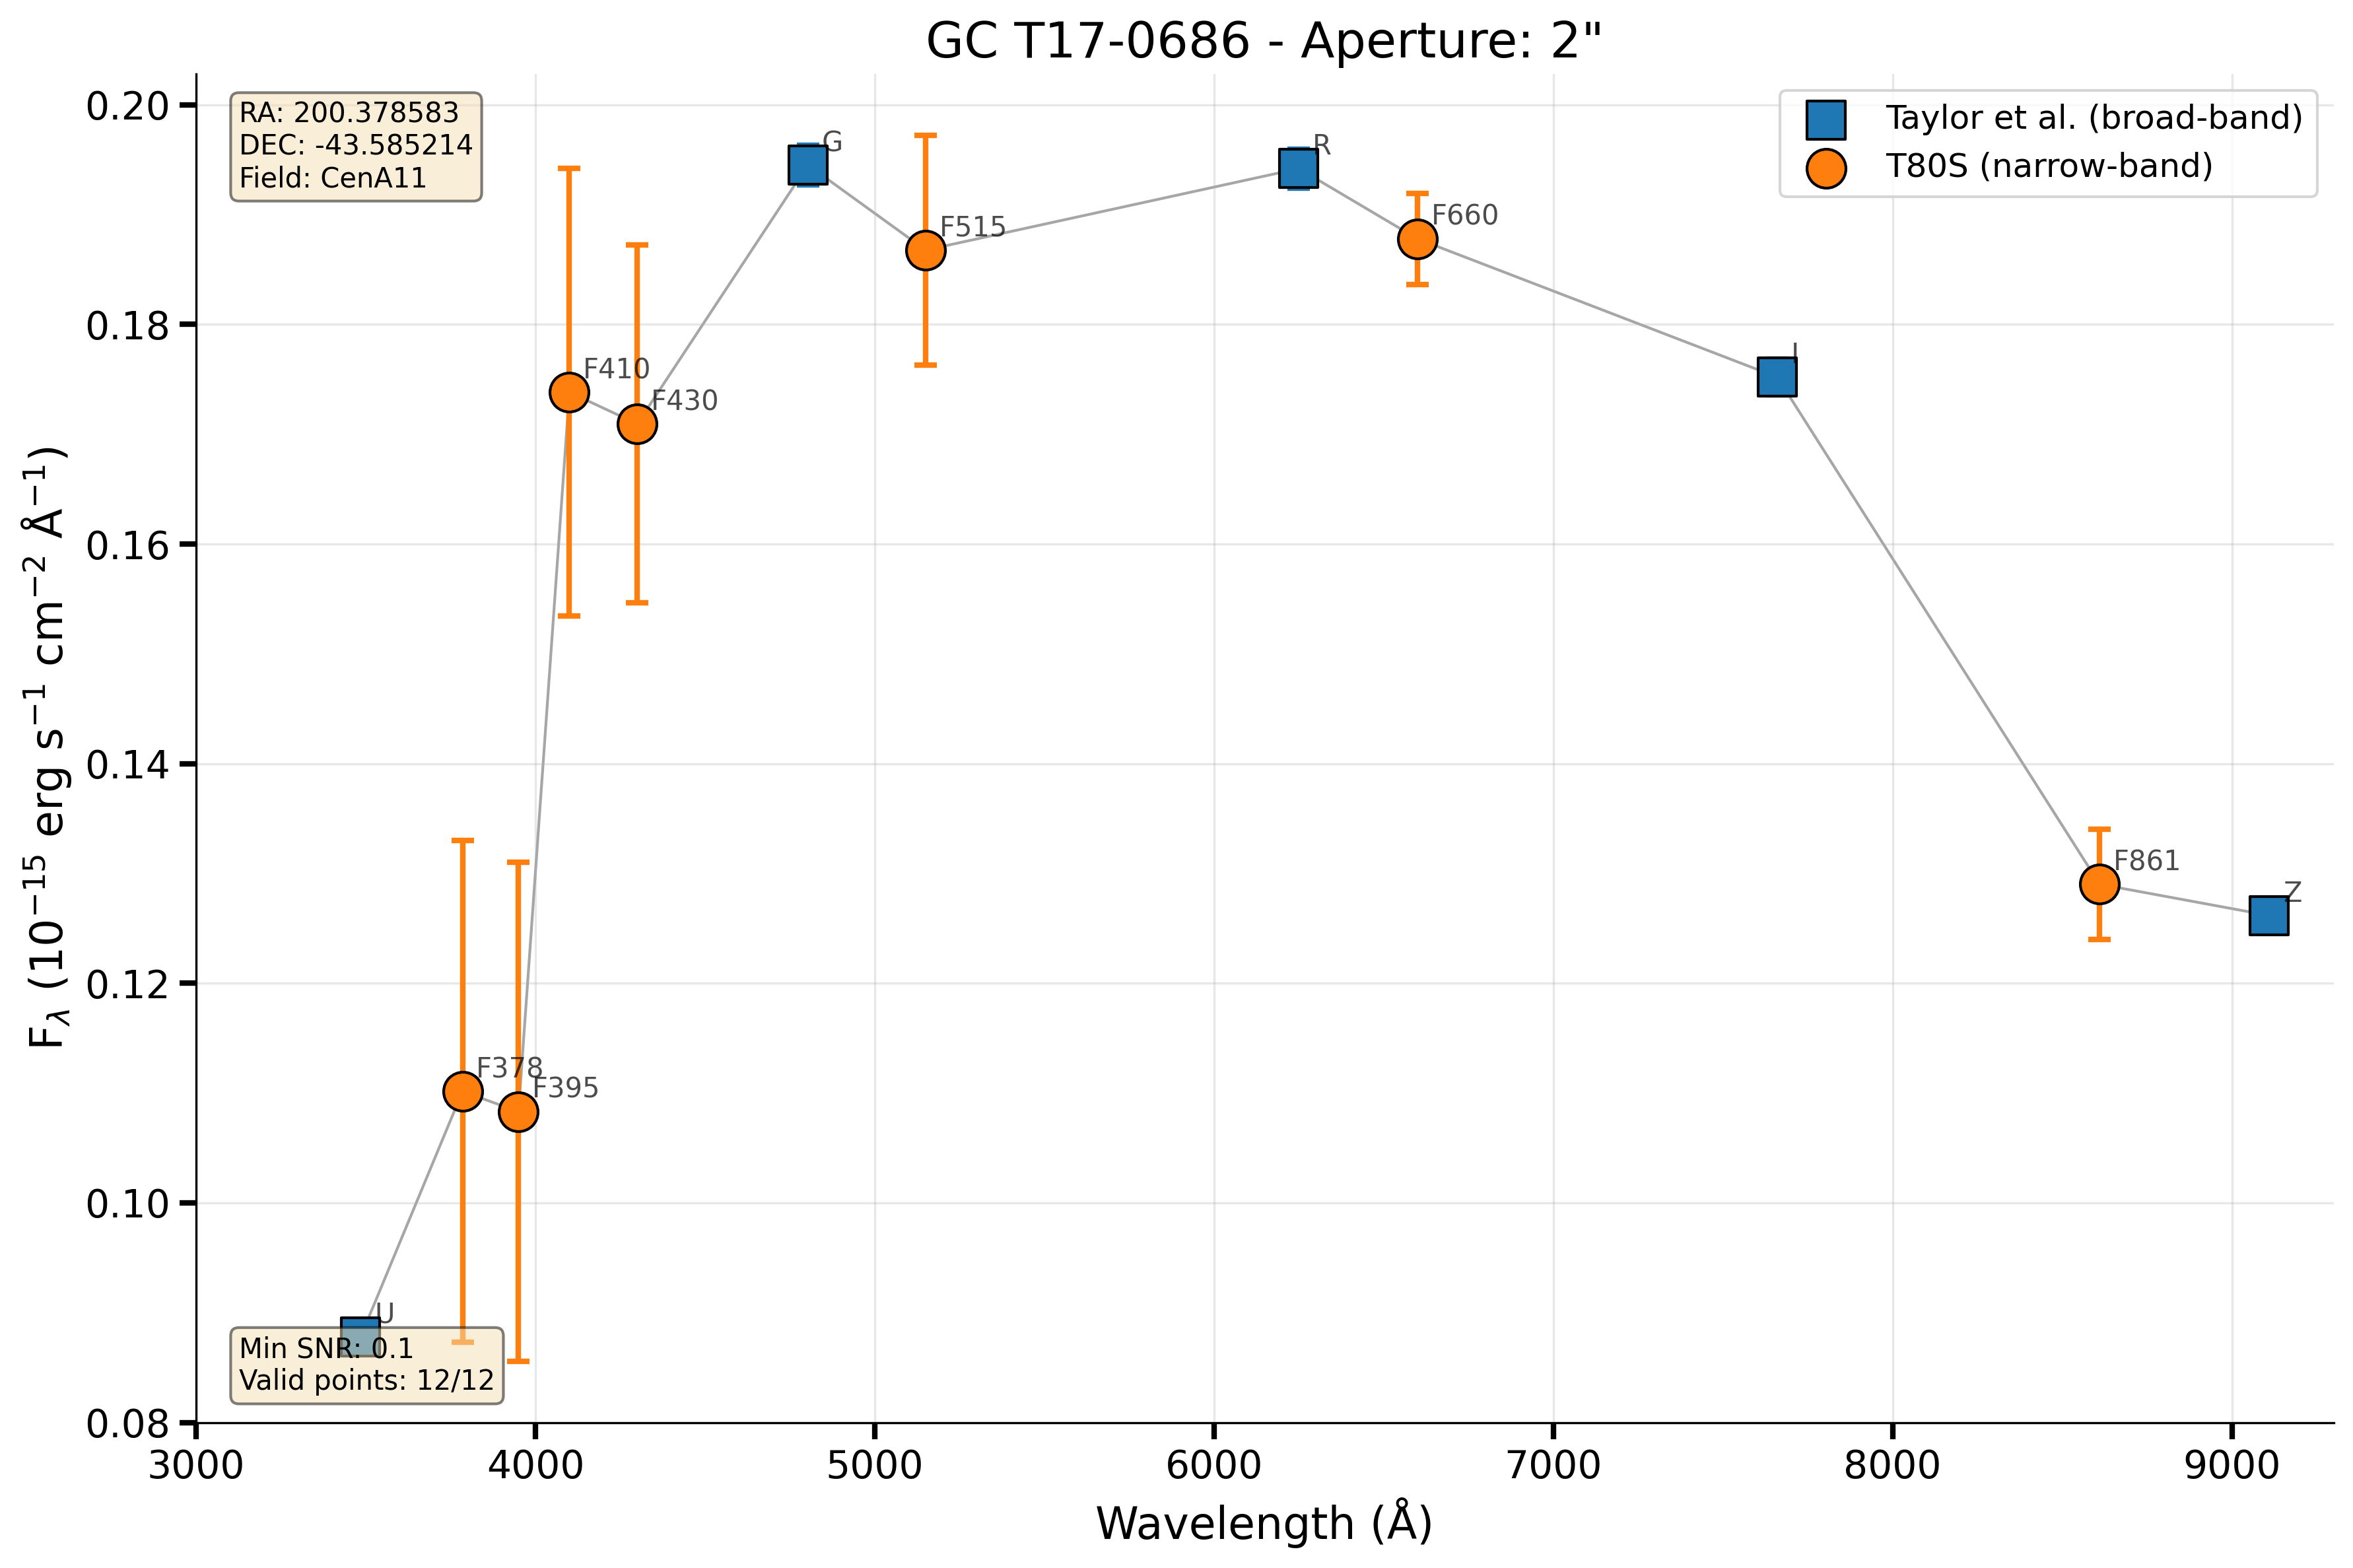 GC T17-0686 - Aperture: 2"
RA: 200.378583
DEC: -43.585214
Field: CenA11
Taylor et al. (broad-band)
T80S (narrow-band)
G
R
F515
F660
F410
F430
I
F861
Z
F378
F395
U
Min SNR: 0.1
Valid points: 12/12
0.20
0.18
0.16
0.14
0.12
0.10
0.08
F_λ (10⁻¹⁵ erg s⁻¹ cm⁻² Å⁻¹)
3000 4000 5000 6000 7000 8000 9000
Wavelength (Å)